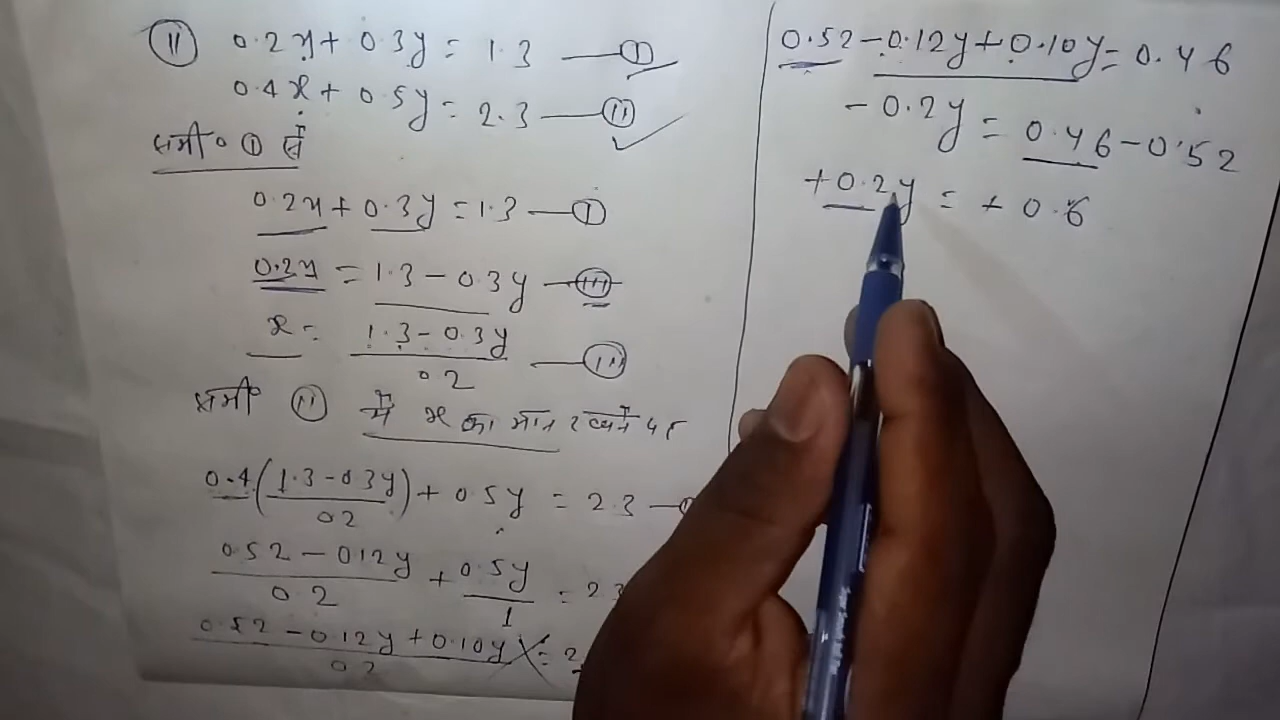 (ii) 0.2x + 0.3y = 1.3 — (I)
0.4x + 0.5y = 2.3 — (II)
समी० (I) से
0.2x + 0.3y = 1.3 — (I)
0.2x = 1.3 - 0.3y — (III)
x = (1.3 - 0.3y)/0.2 — (III)
समी० (II) में x का मान रखने पर
0.4((1.3 - 0.3y)/0.2) + 0.5y = 2.3 —
(0.52 - 0.12y)/0.2 + 0.5y/1 = 2.3
(0.52 - 0.12y + 0.10y)/0.2 = 2.
0.52 - 0.12y + 0.10y = 0.46
- 0.2y = 0.46 - 0.52
+ 0.2y = + 0.6